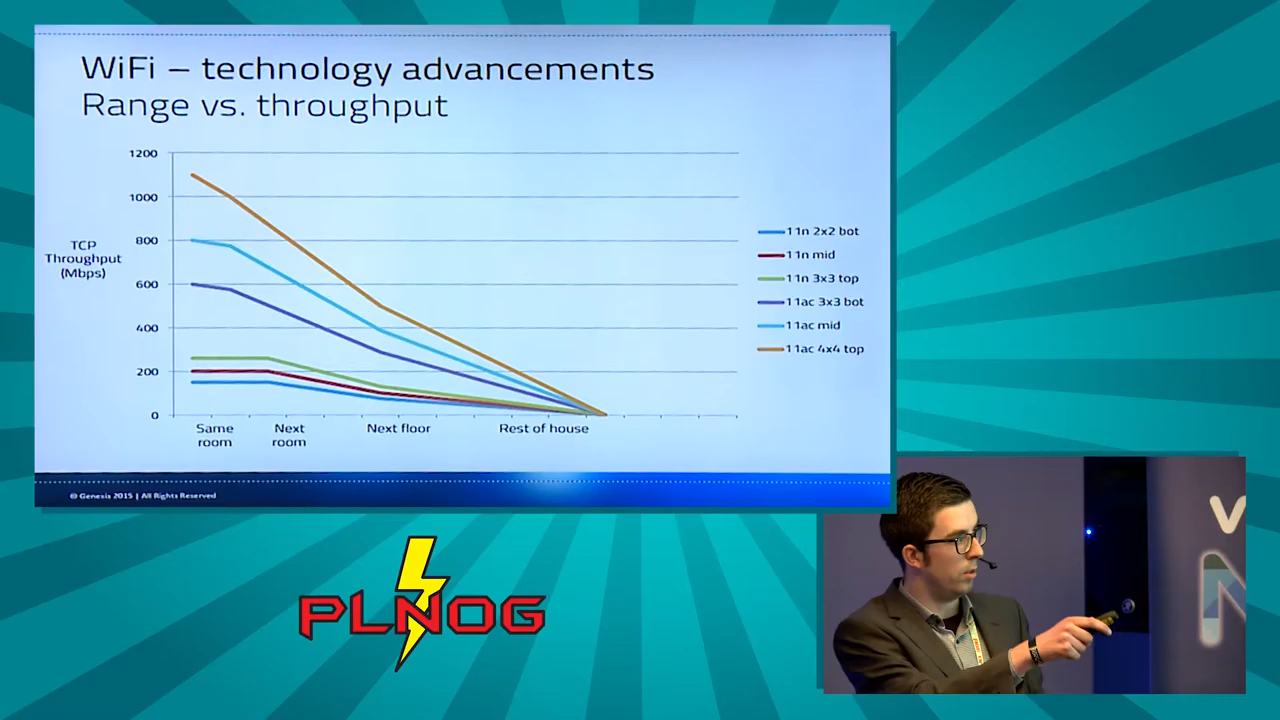 WiFi – technology advancements
Range vs. throughput
1200
1000
800
600
400
200
0
TCP
Throughput
(Mbps)
Same
room
Next
room
Next floor
Rest of house
11n 2x2 bot
11n mid
11n 3x3 top
11ac 3x3 bot
11ac mid
11ac 4x4 top
© Genesis 2015 | All Rights Reserved
PLNOG
V
N